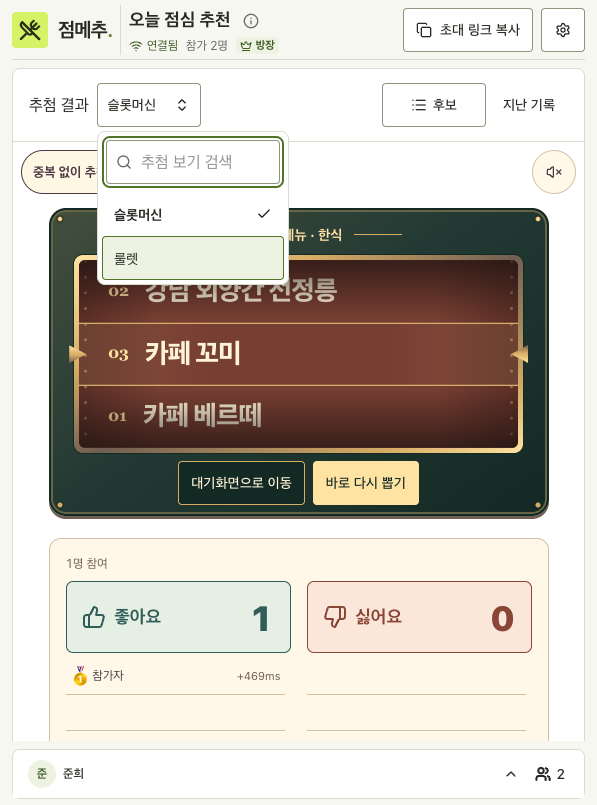 점메추.
오늘 점심 추천
연결됨 참가 2명 방장
초대 링크 복사
추첨 결과 슬롯머신 후보 지난 기록
추첨 보기 검색
슬롯머신
룰렛
중복 없이 추
메뉴 · 한식
02 강남 외양간 선정릉
03 카페 꼬미
01 카페 베르떼
대기화면으로 이동 바로 다시 뽑기
1명 참여
좋아요 1 싫어요 0
참가자 +469ms
준 준희 2